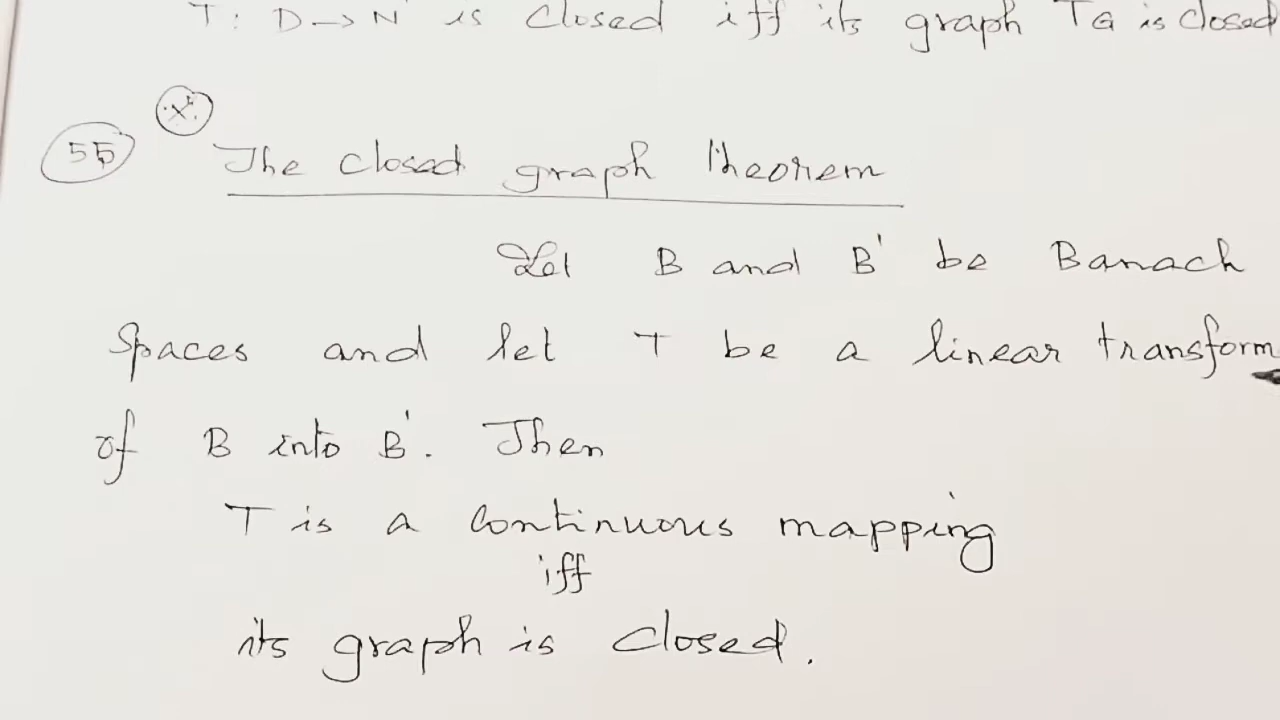 T: D → N' is closed iff its graph TG is closed
55 The closed graph theorem
Let B and B' be Banach
spaces and let T be a linear transform
of B into B'. Then
T is a continuous mapping
iff
its graph is closed.